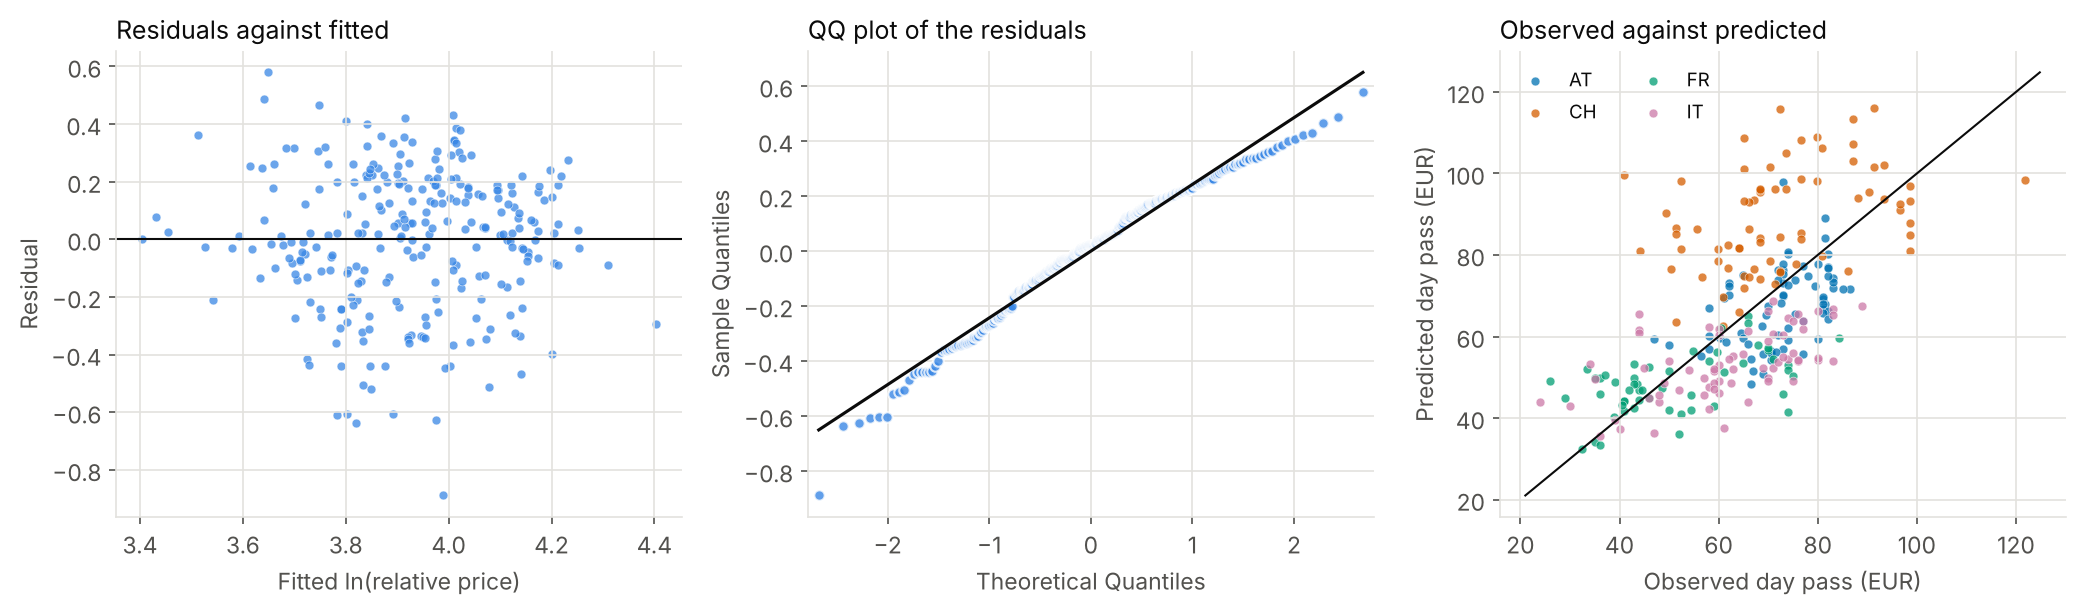 Residuals against fitted
0.6
0.4
0.2
0.0
−0.2
−0.4
−0.6
−0.8
Residual
3.4 3.6 3.8 4.0 4.2 4.4
Fitted ln(relative price)
QQ plot of the residuals
0.6
0.4
0.2
0.0
−0.2
−0.4
−0.6
−0.8
Sample Quantiles
−2 −1 0 1 2
Theoretical Quantiles
Observed against predicted
AT FR
CH IT
120
100
80
60
40
20
Predicted day pass (EUR)
20 40 60 80 100 120
Observed day pass (EUR)